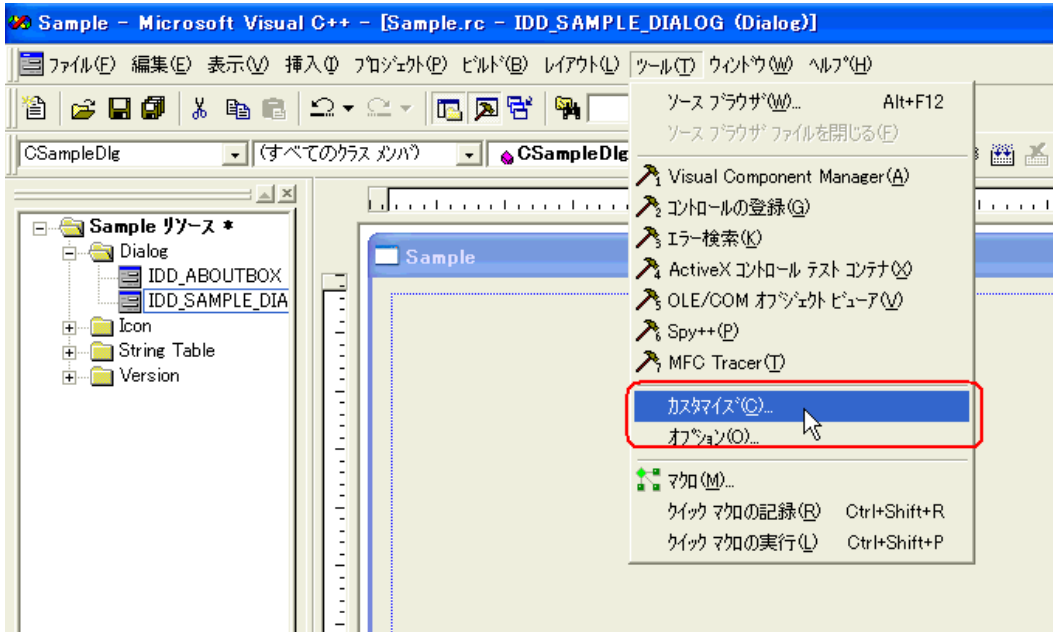 Sample - Microsoft Visual C++ - [Sample.rc - IDD_SAMPLE_DIALOG (Dialog)]
ﾌｧｲﾙ(F) 編集(E) 表示(V) 挿入(I) ﾌﾟﾛｼﾞｪｸﾄ(P) ﾋﾞﾙﾄﾞ(B) ﾚｲｱｳﾄ(L) ﾂｰﾙ(T) ｳｨﾝﾄﾞｳ(W) ﾍﾙﾌﾟ(H)
CSampleDlg (すべてのｸﾗｽ ﾒﾝﾊﾞ) CSampleDlg
Sample ﾘｿｰｽ *
Dialog
IDD_ABOUTBOX
IDD_SAMPLE_DIA
Icon
String Table
Version
Sample
ｿｰｽ ﾌﾞﾗｳｻﾞ(W)... Alt+F12
ｿｰｽ ﾌﾞﾗｳｻﾞ ﾌｧｲﾙを閉じる(F)
Visual Component Manager(A)
ｺﾝﾄﾛｰﾙの登録(G)
ｴﾗｰ検索(K)
ActiveX ｺﾝﾄﾛｰﾙ ﾃｽﾄ ｺﾝﾃﾅ(X)
OLE/COM ｵﾌﾞｼﾞｪｸﾄ ﾋﾞｭｰｱ(V)
Spy++(P)
MFC Tracer(T)
ｶｽﾀﾏｲｽﾞ(C)...
ｵﾌﾟｼｮﾝ(O)...
ﾏｸﾛ(M)...
ｸｲｯｸ ﾏｸﾛの記録(R) Ctrl+Shift+R
ｸｲｯｸ ﾏｸﾛの実行(L) Ctrl+Shift+P